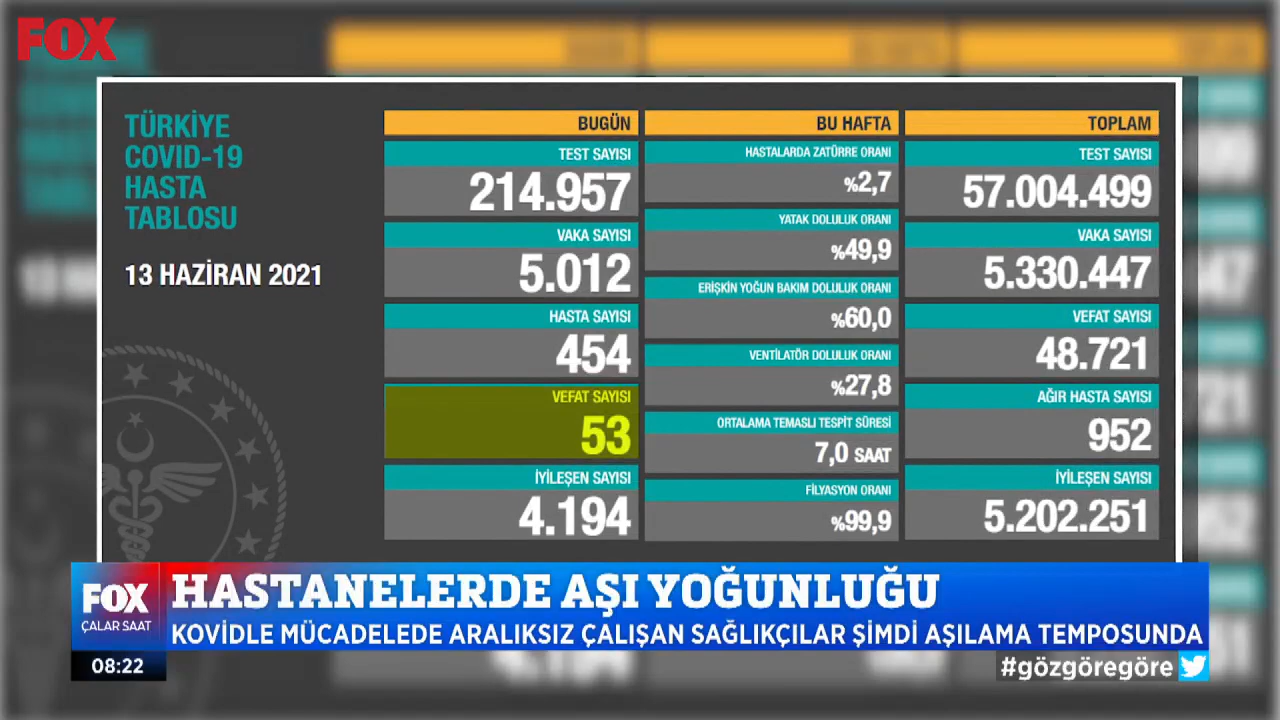 FOX
TÜRKİYE
COVID-19
HASTA
TABLOSU
13 HAZİRAN 2021
BUGÜN
TEST SAYISI
214.957
VAKA SAYISI
5.012
HASTA SAYISI
454
VEFAT SAYISI
53
İYİLEŞEN SAYISI
4.194
BU HAFTA
HASTALARDA ZATÜRRE ORANI
%2,7
YATAK DOLULUK ORANI
%49,9
ERİŞKİN YOĞUN BAKIM DOLULUK ORANI
%60,0
VENTİLATÖR DOLULUK ORANI
%27,8
ORTALAMA TEMASLI TESPİT SÜRESİ
7,0 SAAT
FİLYASYON ORANI
%99,9
TOPLAM
TEST SAYISI
57.004.499
VAKA SAYISI
5.330.447
VEFAT SAYISI
48.721
AĞIR HASTA SAYISI
952
İYİLEŞEN SAYISI
5.202.251
FOX
ÇALAR SAAT
08:22
HASTANELERDE AŞI YOĞUNLUĞU
KOVİDLE MÜCADELEDE ARALIKSIZ ÇALIŞAN SAĞLIKÇILAR ŞİMDİ AŞILAMA TEMPOSUNDA
#gözgöregöre